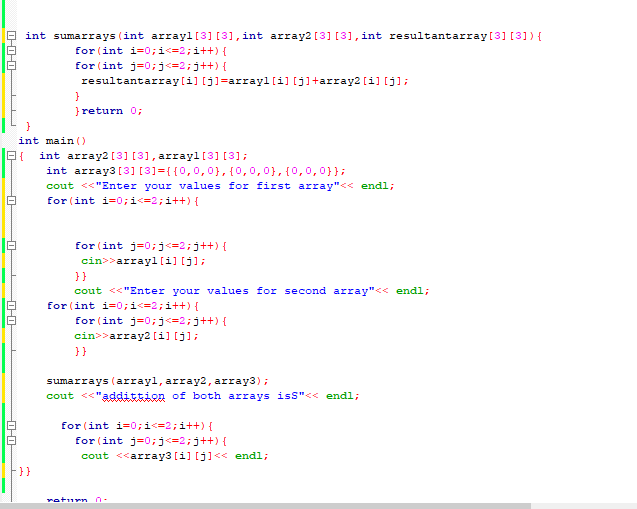 int sumarrays(int array1[3][3],int array2[3][3],int resultantarray[3][3]){
for(int i=0;i<=2;i++){
for(int j=0;j<=2;j++){
resultantarray[i][j]=array1[i][j]+array2[i][j];
}
}return 0;
}
int main()
{  int array2[3][3],array1[3][3];
int array3[3][3]={{0,0,0},{0,0,0},{0,0,0}};
cout <<"Enter your values for first array"<< endl;
for(int i=0;i<=2;i++){
for(int j=0;j<=2;j++){
cin>>array1[i][j];
}}
cout <<"Enter your values for second array"<< endl;
for(int i=0;i<=2;i++){
for(int j=0;j<=2;j++){
cin>>array2[i][j];
}}
sumarrays(array1,array2,array3);
cout <<"addittion of both arrays isS"<< endl;
for(int i=0;i<=2;i++){
for(int j=0;j<=2;j++){
cout <<array3[i][j]<< endl;
}}
return 0;